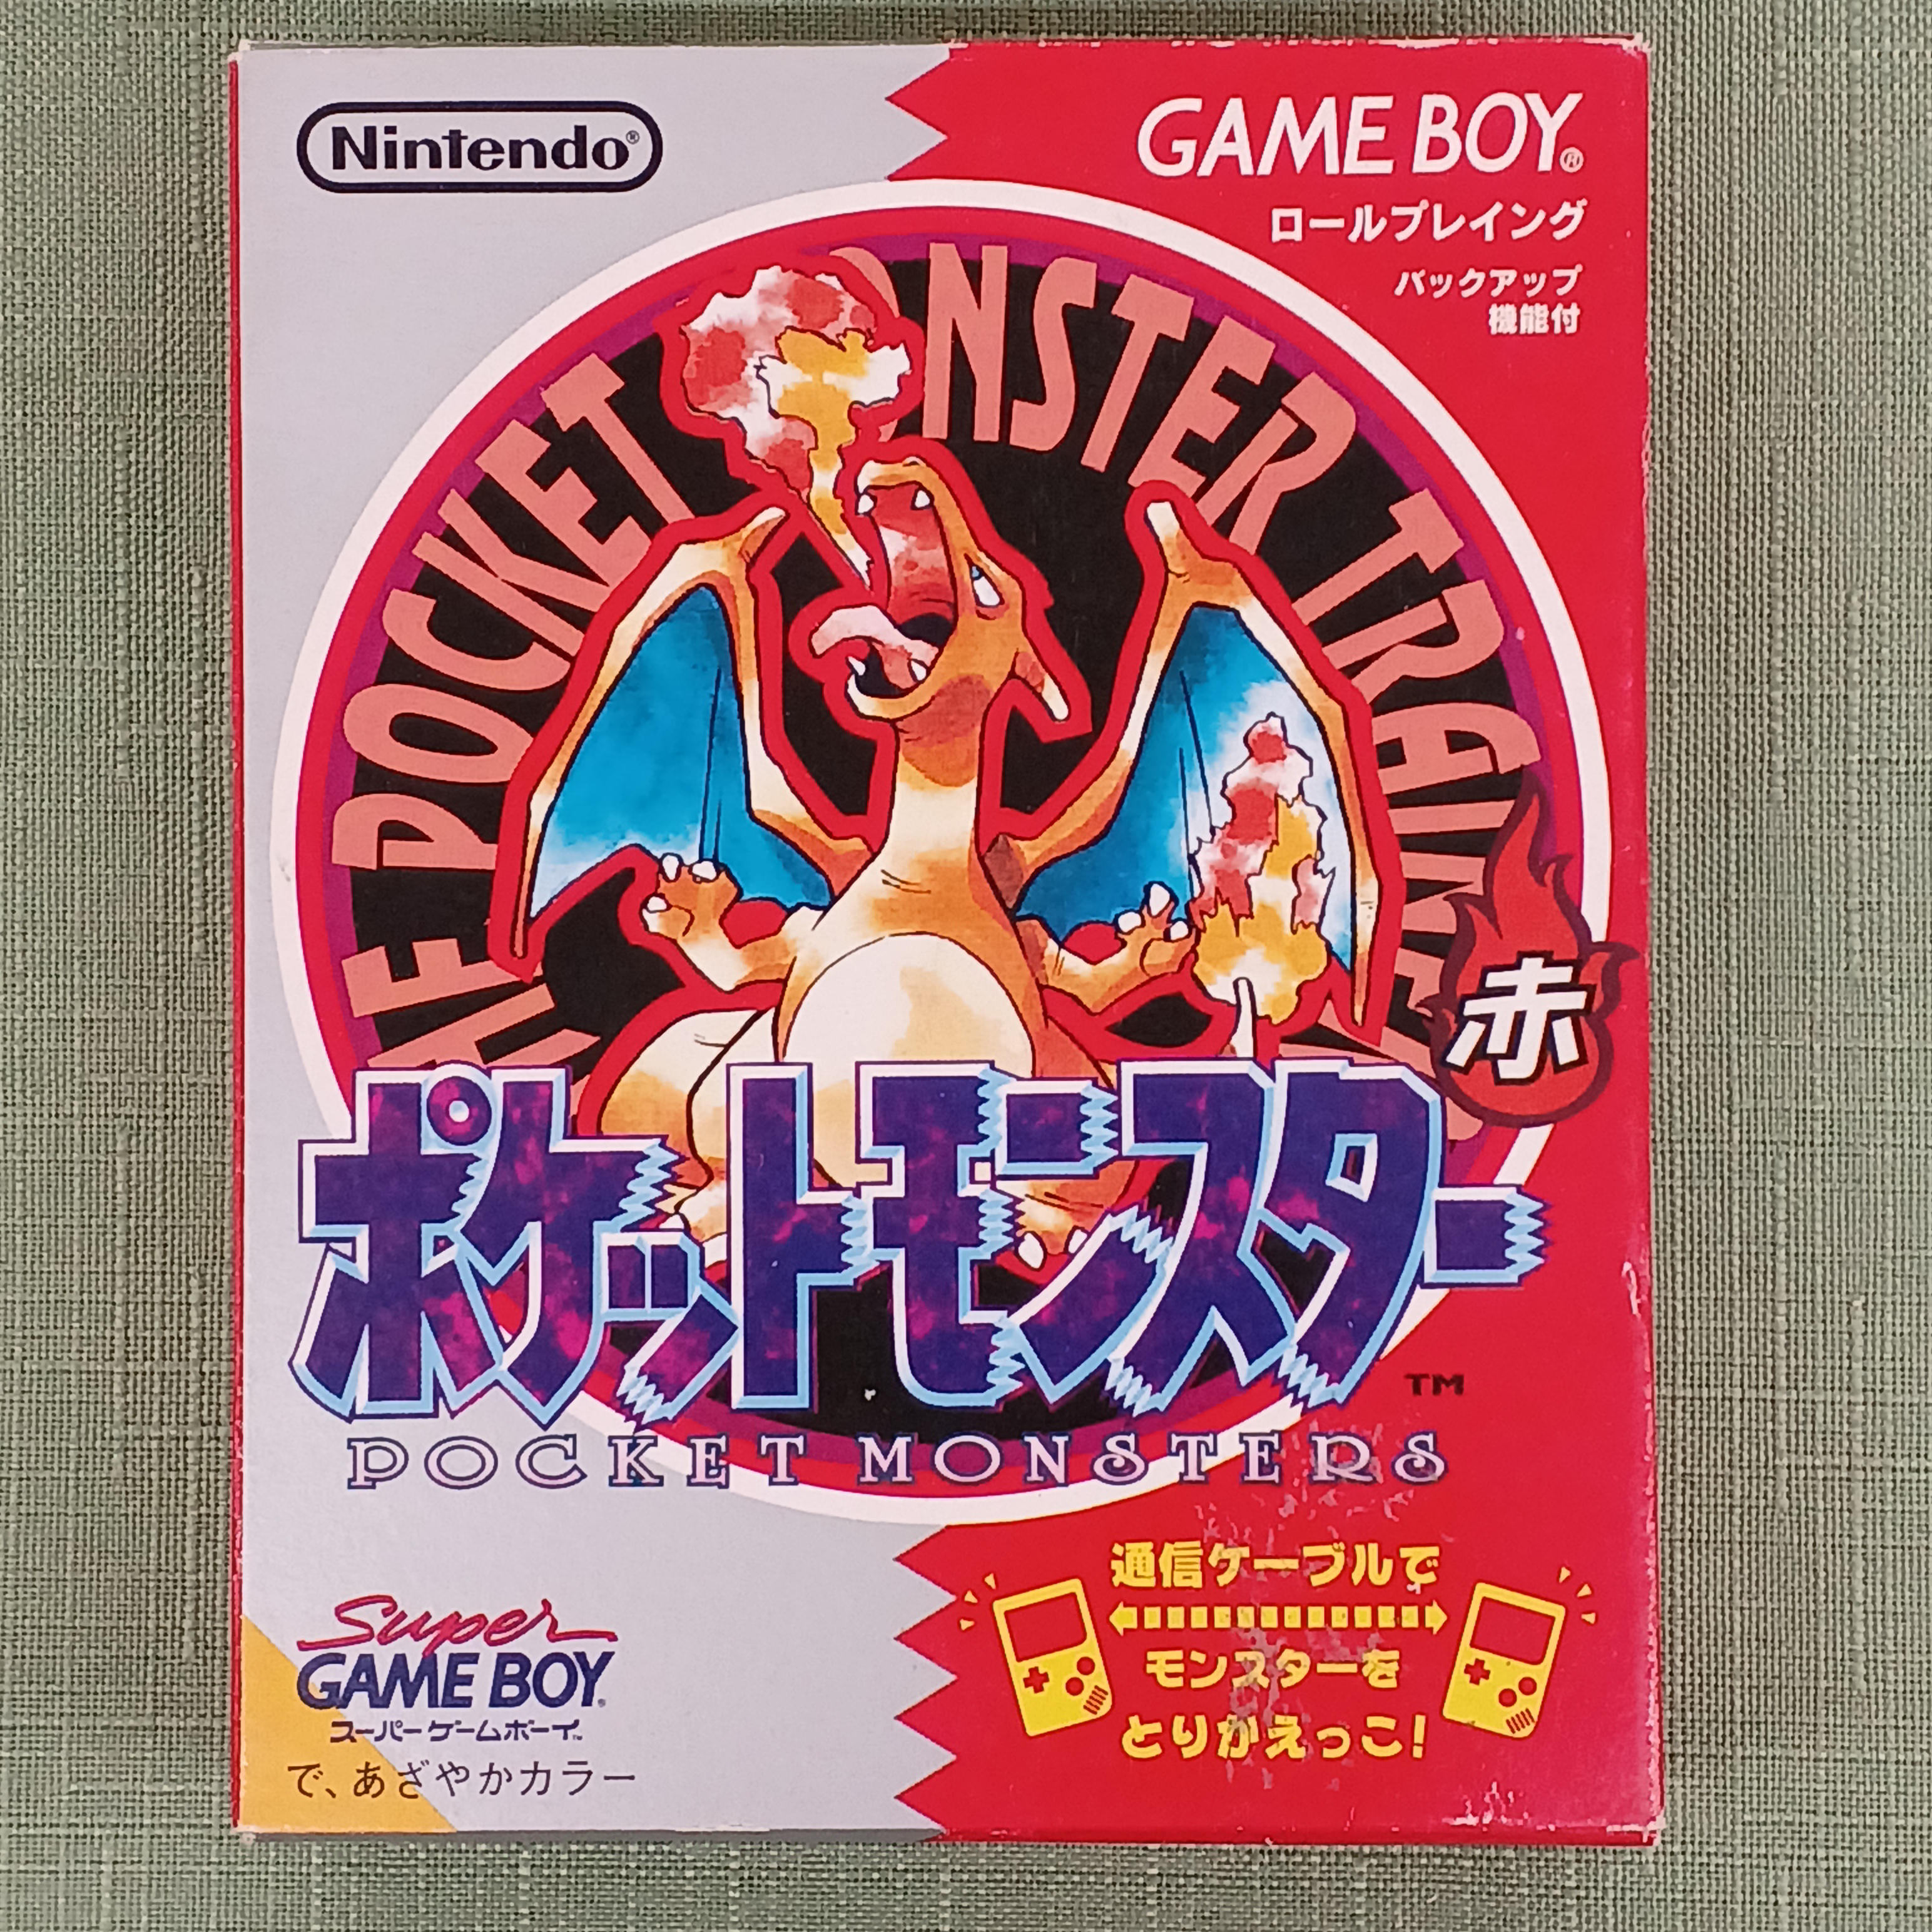 Nintendo®
GAME BOY®
ロールプレイング
バックアップ
機能付
POCKET MONSTER
赤
ポケットモンスター
TM
POCKET MONSTERS
通信ケーブルで
モンスターを
とりかえっこ!
Super
GAME BOY®
スーパーゲームボーイ™
で、あざやかカラー